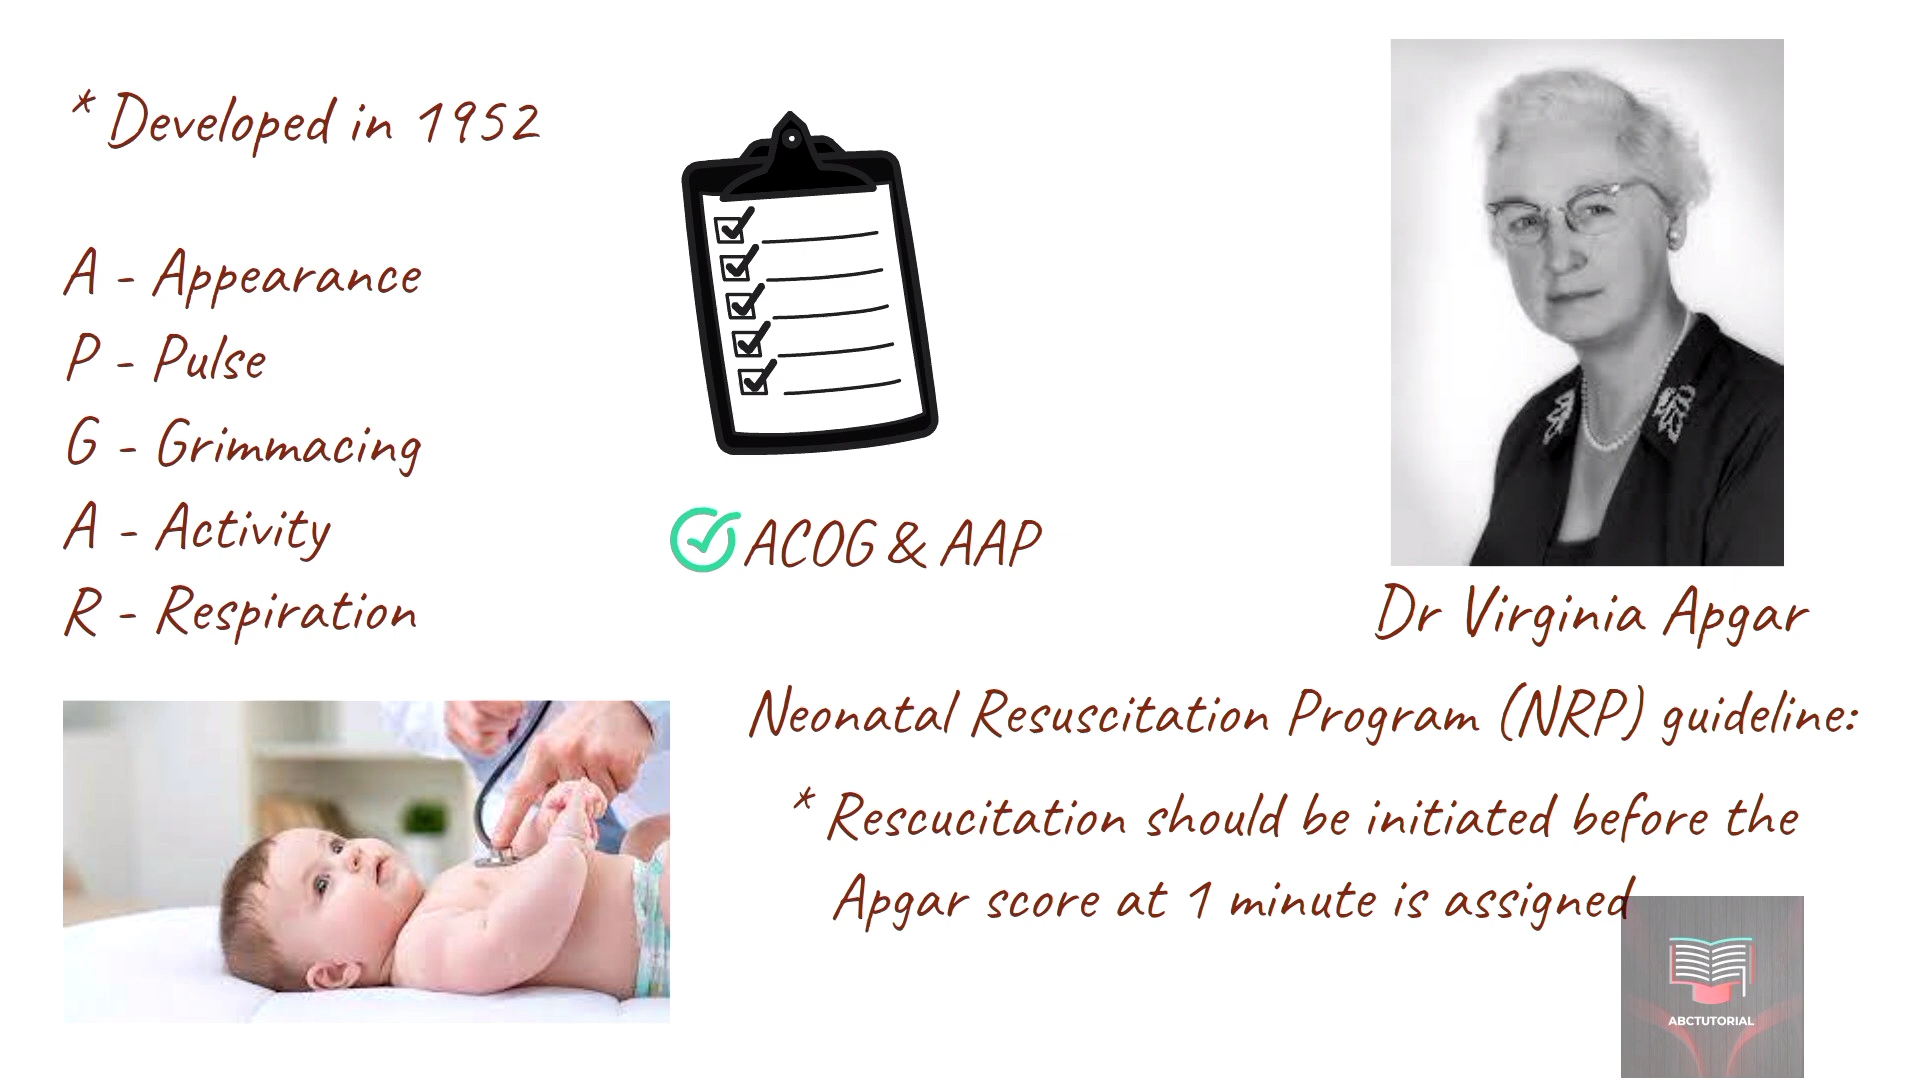 * Developed in 1952
A - Appearance
P - Pulse
G - Grimmacing
A - Activity
R - Respiration
ACOG & AAP
Dr Virginia Apgar
Neonatal Resuscitation Program (NRP) guideline:
* Rescucitation should be initiated before the
Apgar score at 1 minute is assigned
ABCTUTORIAL